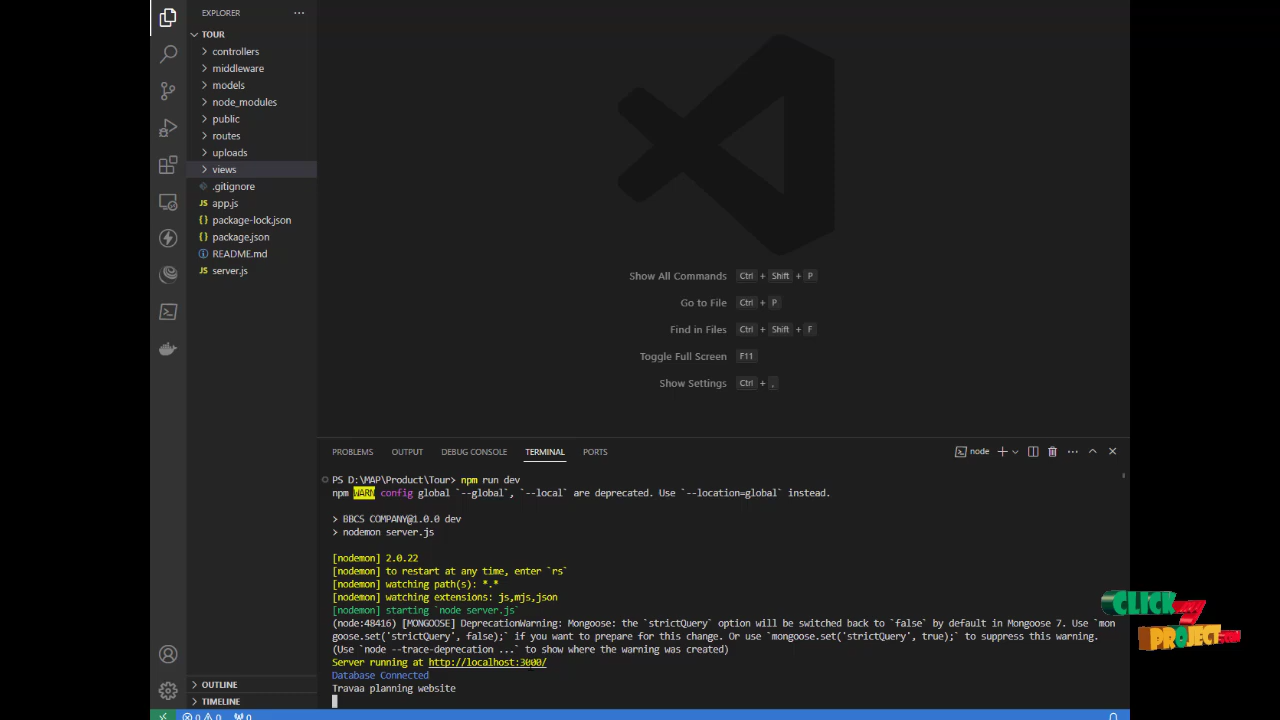 EXPLORER
TOUR
controllers
middleware
models
node_modules
public
routes
uploads
views
.gitignore
JS app.js
{} package-lock.json
{} package.json
README.md
JS server.js
OUTLINE
TIMELINE
Show All Commands Ctrl + Shift + P
Go to File Ctrl + P
Find in Files Ctrl + Shift + F
Toggle Full Screen F11
Show Settings Ctrl + ,
PROBLEMS OUTPUT DEBUG CONSOLE TERMINAL PORTS node
PS D:\MAP\Product\Tour> npm run dev
npm WARN config global `--global`, `--local` are deprecated. Use `--location=global` instead.
> BBCS COMPANY@1.0.0 dev
> nodemon server.js
[nodemon] 2.0.22
[nodemon] to restart at any time, enter `rs`
[nodemon] watching path(s): *.*
[nodemon] watching extensions: js,mjs,json
[nodemon] starting `node server.js`
(node:48416) [MONGOOSE] DeprecationWarning: Mongoose: the `strictQuery` option will be switched back to `false` by default in Mongoose 7. Use `mon
goose.set('strictQuery', false);` if you want to prepare for this change. Or use `mongoose.set('strictQuery', true);` to suppress this warning.
(Use `node --trace-deprecation ...` to show where the warning was created)
Server running at http://localhost:3000/
Database Connected
Travaa planning website
0 0 0
CLICK my
PROJECT